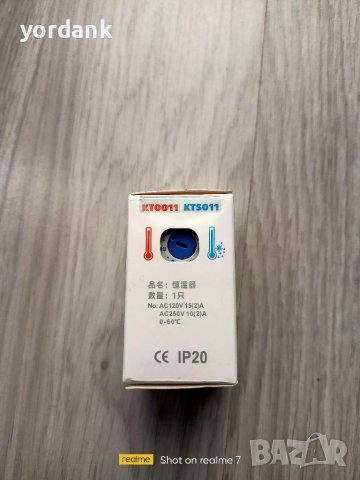 yordank
KTO011 KTS011
品名：恒温器
数量：1只
No: AC120V 15(2)A
AC250V 10(2)A
0-60℃
CE IP20
realme Shot on realme 7
BAZAR